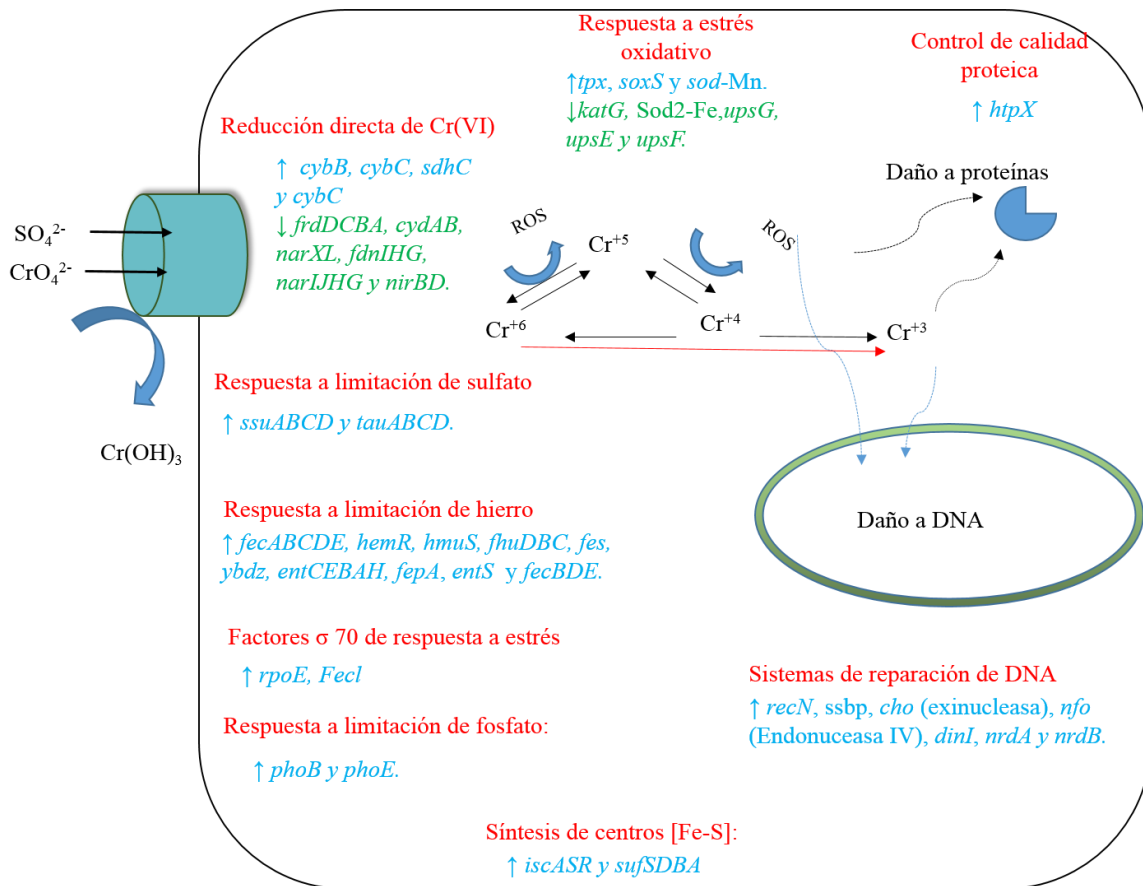 Respuesta a estrés
oxidativo
↑tpx, soxS y sod-Mn.
↓katG, Sod2-Fe,upsG,
upsE y upsF.
Control de calidad
proteica
↑ htpX
Reducción directa de Cr(VI)
↑ cybB, cybC, sdhC
y cybC
↓ frdDCBA, cydAB,
narXL, fdnIHG,
narIJHG y nirBD.
Daño a proteínas
SO₄²⁻
CrO₄²⁻
ROS
Cr⁺⁵
ROS
Cr⁺⁶
Cr⁺⁴
Cr⁺³
Respuesta a limitación de sulfato
↑ ssuABCD y tauABCD.
Cr(OH)₃
Respuesta a limitación de hierro
↑ fecABCDE, hemR, hmuS, fhuDBC, fes,
ybdz, entCEBAH, fepA, entS y fecBDE.
Daño a DNA
Factores σ 70 de respuesta a estrés
↑ rpoE, Fecl
Sistemas de reparación de DNA
↑ recN, ssbp, cho (exinucleasa), nfo
(Endonuceasa IV), dinI, nrdA y nrdB.
Respuesta a limitación de fosfato:
↑ phoB y phoE.
Síntesis de centros [Fe-S]:
↑ iscASR y sufSDBA